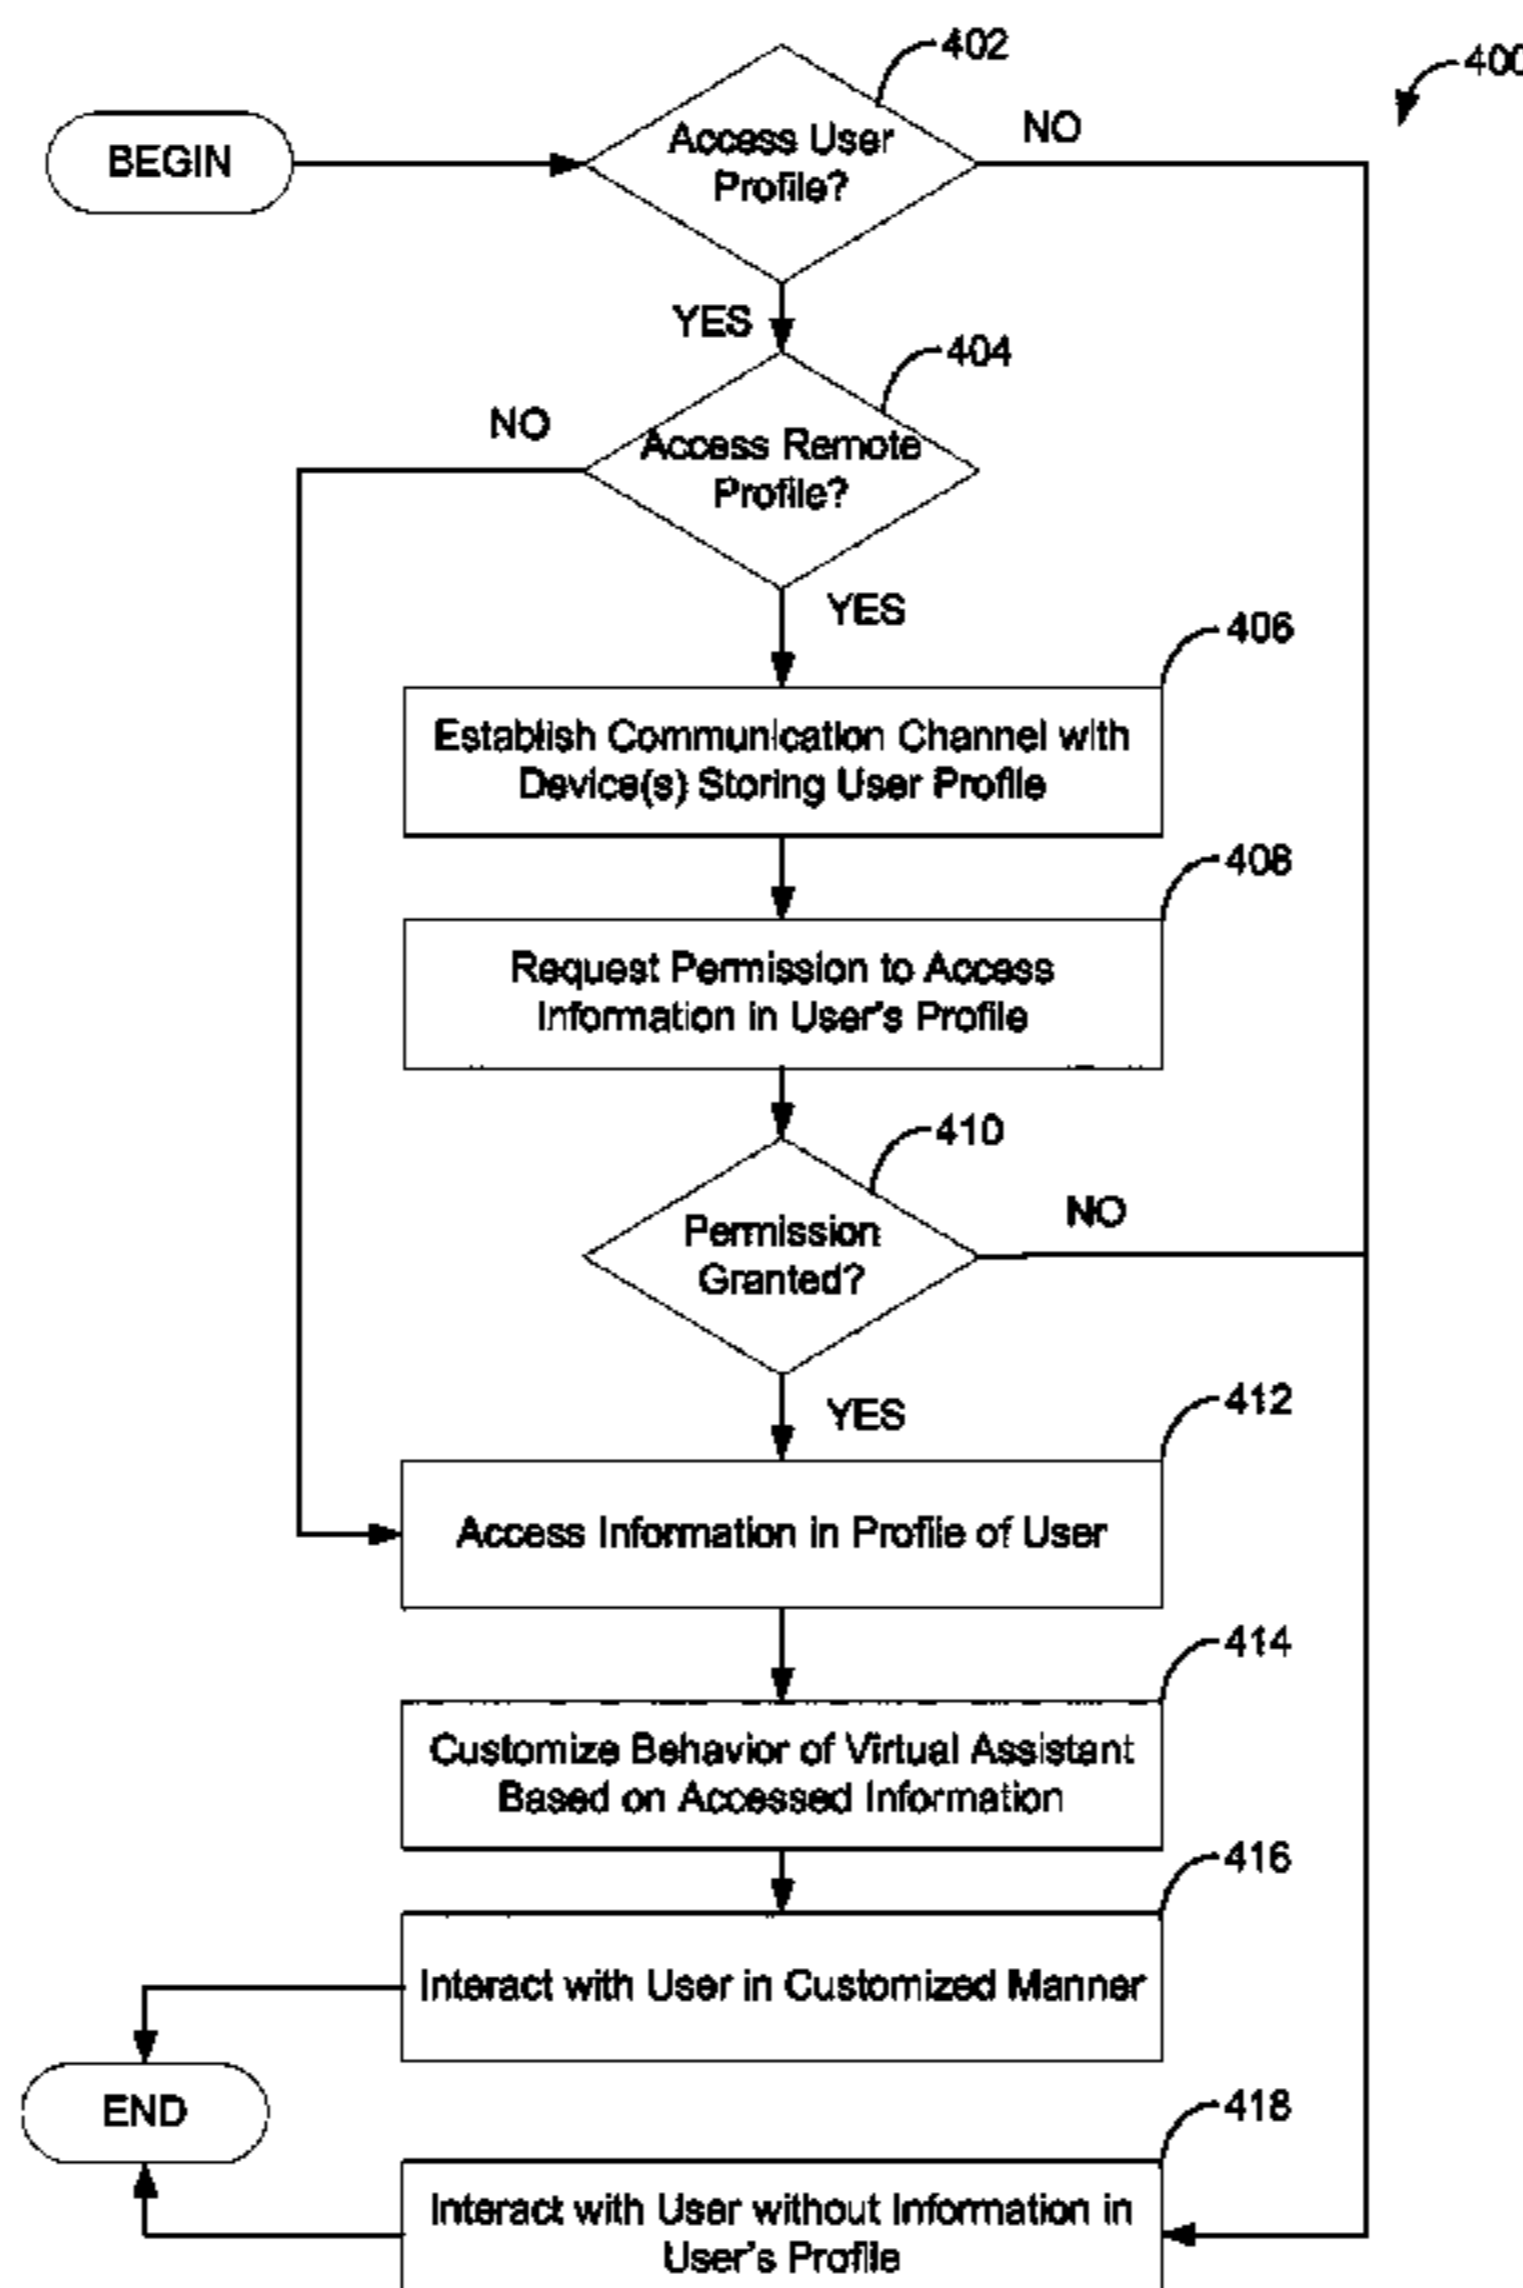 402
400
BEGIN
Access User
Profile?
NO
YES
404
NO
Access Remote
Profile?
YES
406
Establish Communication Channel with
Device(s) Storing User Profile
408
Request Permission to Access
Information in User's Profile
410
Permission
Granted?
NO
YES
412
Access Information in Profile of User
414
Customize Behavior of Virtual Assistant
Based on Accessed Information
416
Interact with User in Customized Manner
END
418
Interact with User without Information in
User's Profile